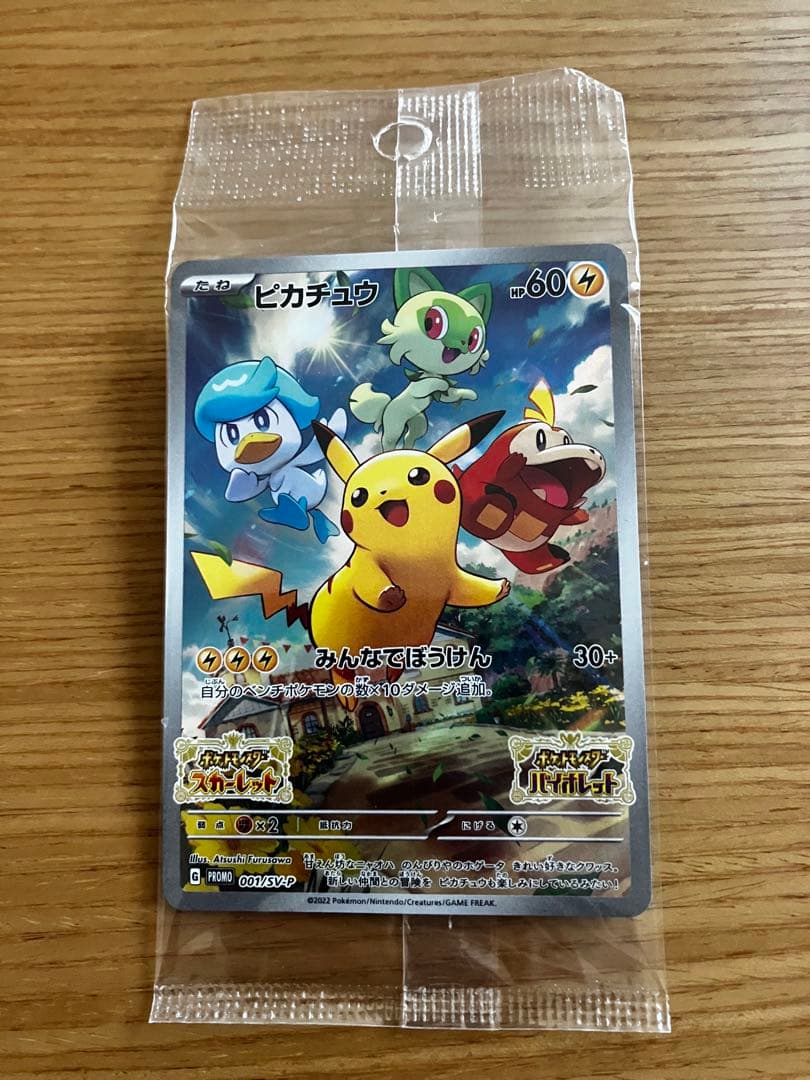 たね ピカチュウ HP60
みんなでぼうけん 30+
自分のベンチポケモンの数×10ダメージ追加。
ポケットモンスター スカーレット
ポケットモンスター バイオレット
弱点 ×2 抵抗力 にげる
Illus. Atsushi Furusawa
甘えん坊なニャオハ のんびりやのホゲータ きれい好きなクワッス。
新しい仲間との冒険を ピカチュウも楽しみにしているみたい!
G PROMO 001/SV-P
©2022 Pokémon/Nintendo/Creatures/GAME FREAK.